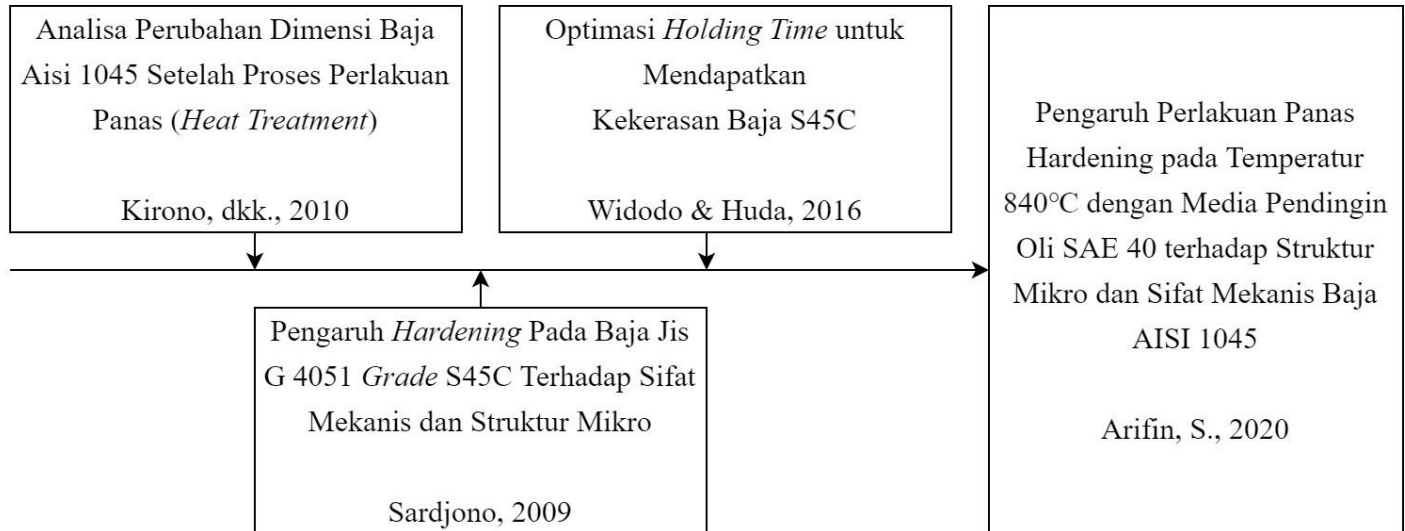 Analisa Perubahan Dimensi Baja
Aisi 1045 Setelah Proses Perlakuan
Panas (Heat Treatment)
Kirono, dkk., 2010
Optimasi Holding Time untuk
Mendapatkan
Kekerasan Baja S45C
Widodo & Huda, 2016
Pengaruh Hardening Pada Baja Jis
G 4051 Grade S45C Terhadap Sifat
Mekanis dan Struktur Mikro
Sardjono, 2009
Pengaruh Perlakuan Panas
Hardening pada Temperatur
840°C dengan Media Pendingin
Oli SAE 40 terhadap Struktur
Mikro dan Sifat Mekanis Baja
AISI 1045
Arifin, S., 2020